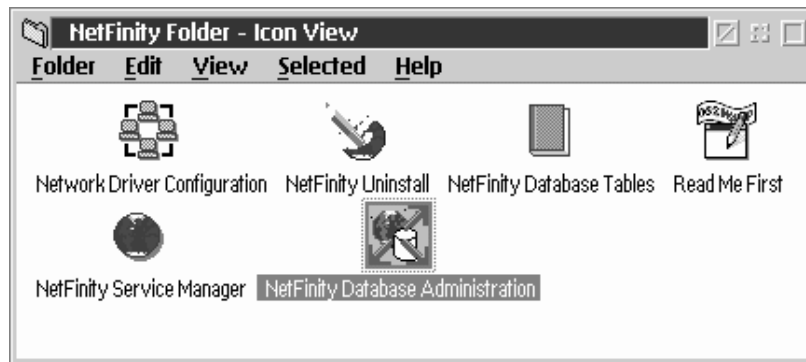 NetFinity Folder - Icon View
Folder Edit View Selected Help
Network Driver Configuration NetFinity Uninstall NetFinity Database Tables Read Me First
NetFinity Service Manager NetFinity Database Administration